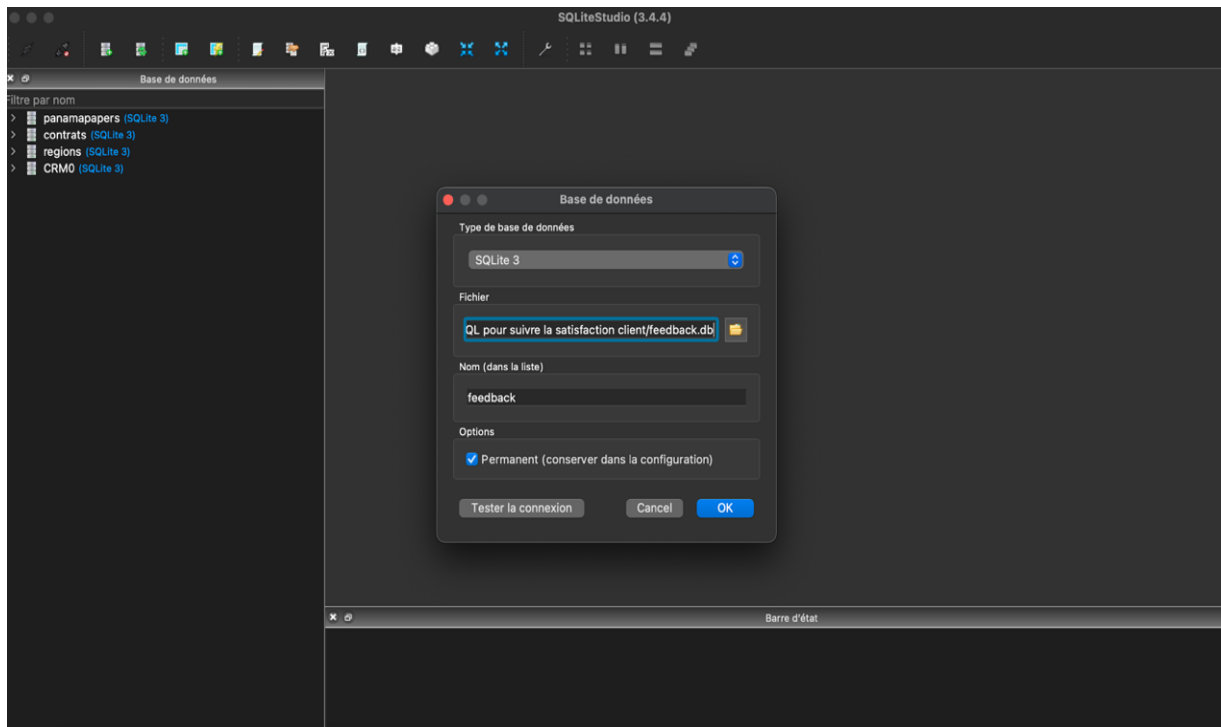 SQLiteStudio (3.4.4)
Base de données
Filtre par nom
panamapapers (SQLite 3)
contrats (SQLite 3)
regions (SQLite 3)
CRM0 (SQLite 3)
Base de données
Type de base de données
SQLite 3
Fichier
QL pour suivre la satisfaction client/feedback.db
Nom (dans la liste)
feedback
Options
Permanent (conserver dans la configuration)
Tester la connexion Cancel OK
Barre d'état